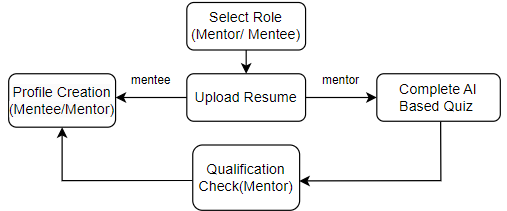 Select Role
(Mentor/ Mentee)
mentee
mentor
Profile Creation
(Mentee/Mentor)
Upload Resume
Complete AI
Based Quiz
Qualification
Check(Mentor)